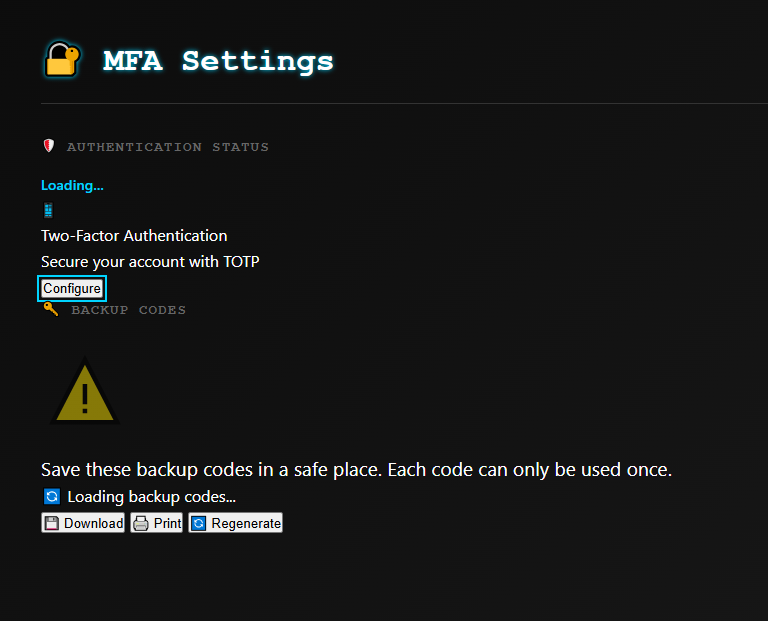 MFA Settings
AUTHENTICATION STATUS
Loading...
Two-Factor Authentication
Secure your account with TOTP
Configure
BACKUP CODES
Save these backup codes in a safe place. Each code can only be used once.
Loading backup codes...
Download Print Regenerate